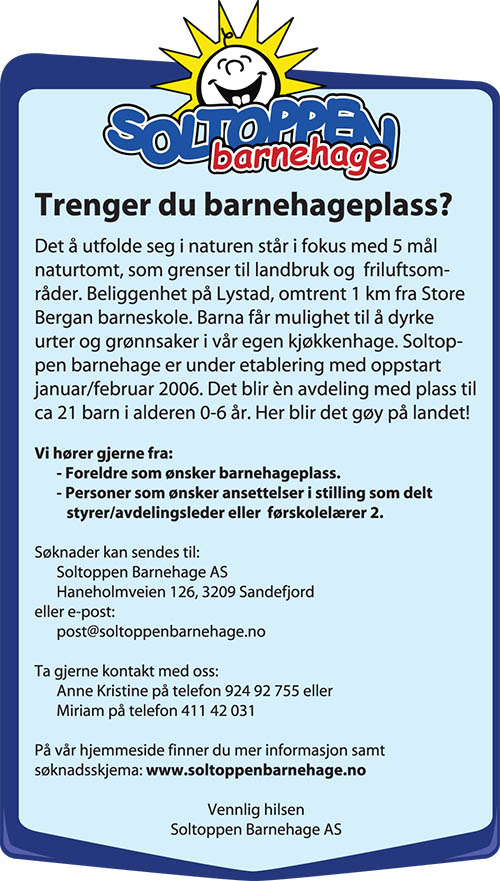 SOLTOPPEN
barnehage
Trenger du barnehageplass?
Det å utfolde seg i naturen står i fokus med 5 mål
naturtomt, som grenser til landbruk og friluftsom-
råder. Beliggenhet på Lystad, omtrent 1 km fra Store
Bergan barneskole. Barna får mulighet til å dyrke
urter og grønnsaker i vår egen kjøkkenhage. Soltop-
pen barnehage er under etablering med oppstart
januar/februar 2006. Det blir èn avdeling med plass til
ca 21 barn i alderen 0-6 år. Her blir det gøy på landet!
Vi hører gjerne fra:
- Foreldre som ønsker barnehageplass.
- Personer som ønsker ansettelser i stilling som delt
styrer/avdelingsleder eller førskolelærer 2.
Søknader kan sendes til:
Soltoppen Barnehage AS
Haneholmveien 126, 3209 Sandefjord
eller e-post:
post@soltoppenbarnehage.no
Ta gjerne kontakt med oss:
Anne Kristine på telefon 924 92 755 eller
Miriam på telefon 411 42 031
På vår hjemmeside finner du mer informasjon samt
søknadsskjema: www.soltoppenbarnehage.no
Vennlig hilsen
Soltoppen Barnehage AS